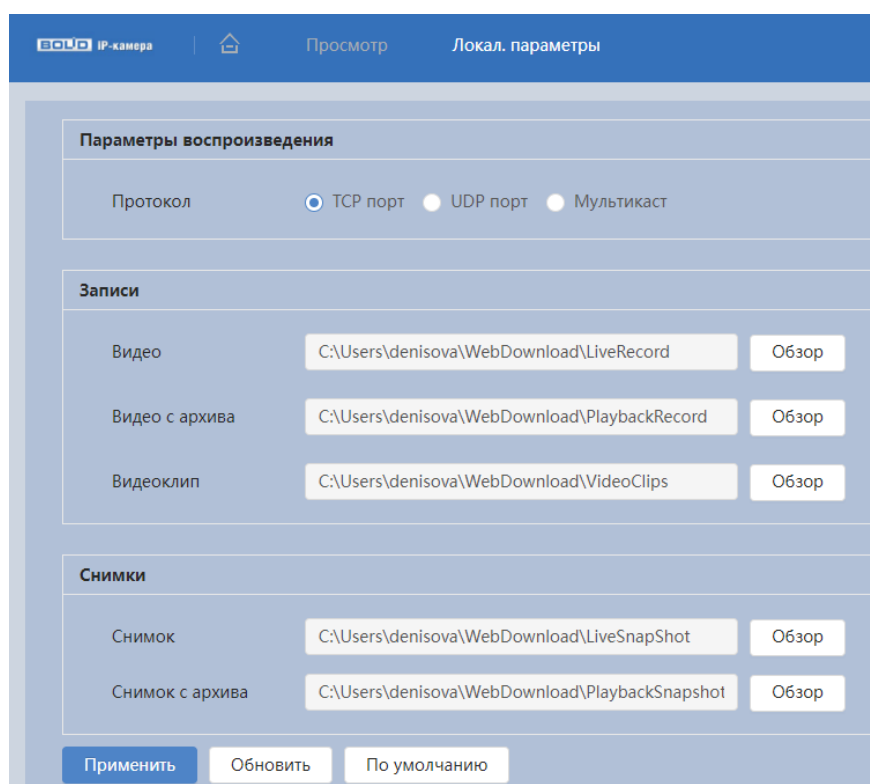 BOLID IP-камера Просмотр Локал. параметры
Параметры воспроизведения
Протокол TCP порт UDP порт Мультикаст
Записи
Видео C:\Users\denisova\WebDownload\LiveRecord Обзор
Видео с архива C:\Users\denisova\WebDownload\PlaybackRecord Обзор
Видеоклип C:\Users\denisova\WebDownload\VideoClips Обзор
Снимки
Снимок C:\Users\denisova\WebDownload\LiveSnapShot Обзор
Снимок с архива C:\Users\denisova\WebDownload\PlaybackSnapshot Обзор
Применить Обновить По умолчанию